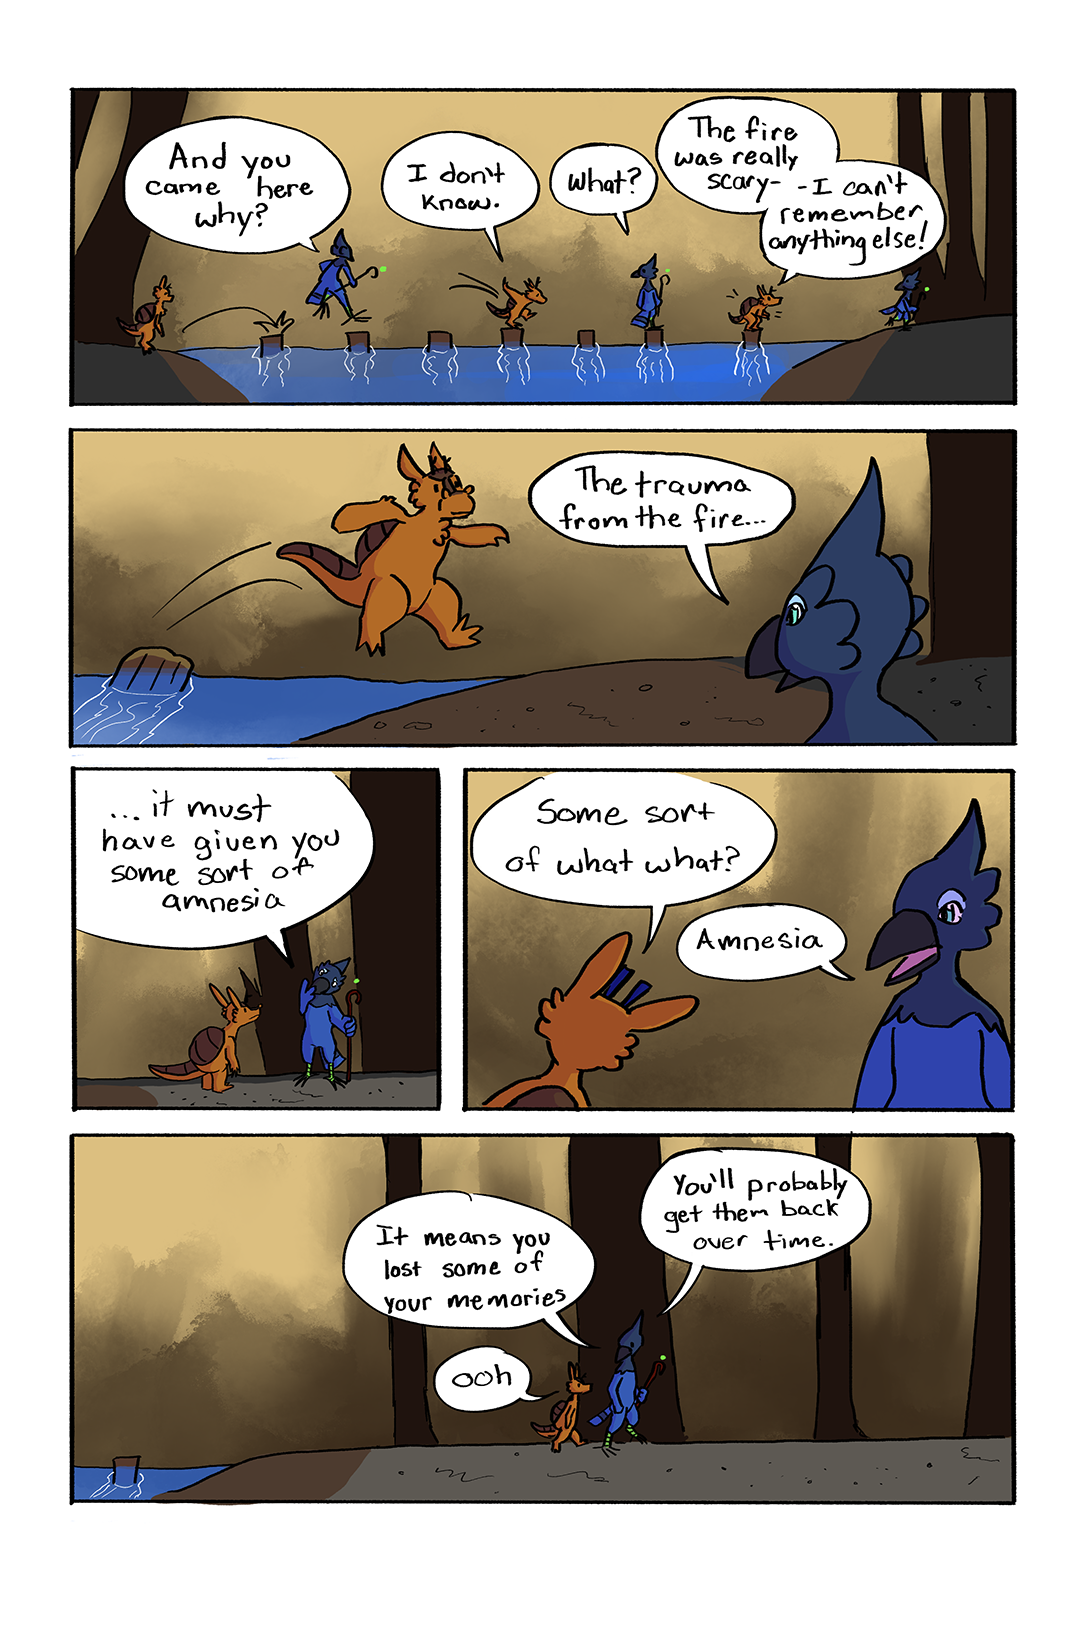 And you
came here
why?
I don't
know.
What?
The fire
was really
scary-
-I can't
remember
anything else!
The trauma
from the fire...
...it must
have given you
some sort of
amnesia
Some sort
of what what?
Amnesia
It means you
lost some of
your memories
You'll probably
get them back
over time.
ooh